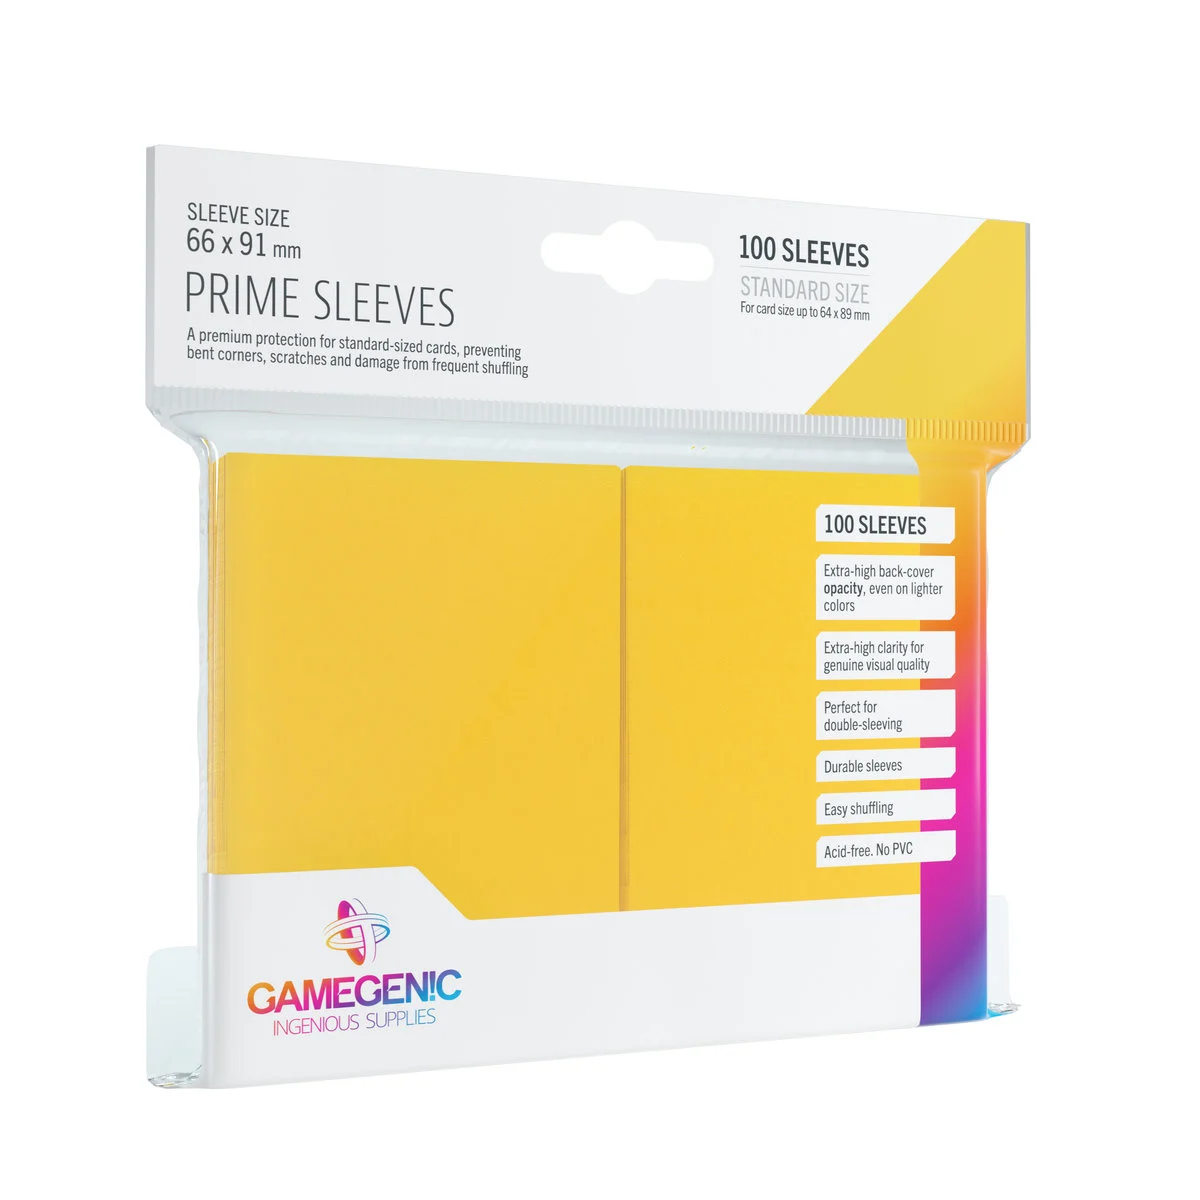 SLEEVE SIZE
66 x 91 mm
PRIME SLEEVES
A premium protection for standard-sized cards, preventing
bent corners, scratches and damage from frequent shuffling
100 SLEEVES
STANDARD SIZE
For card size up to 64 x 89 mm
100 SLEEVES
Extra-high back-cover
opacity, even on lighter
colors
Extra-high clarity for
genuine visual quality
Perfect for
double-sleeving
Durable sleeves
Easy shuffling
Acid-free. No PVC
GAMEGEN!C
INGENIOUS SUPPLIES